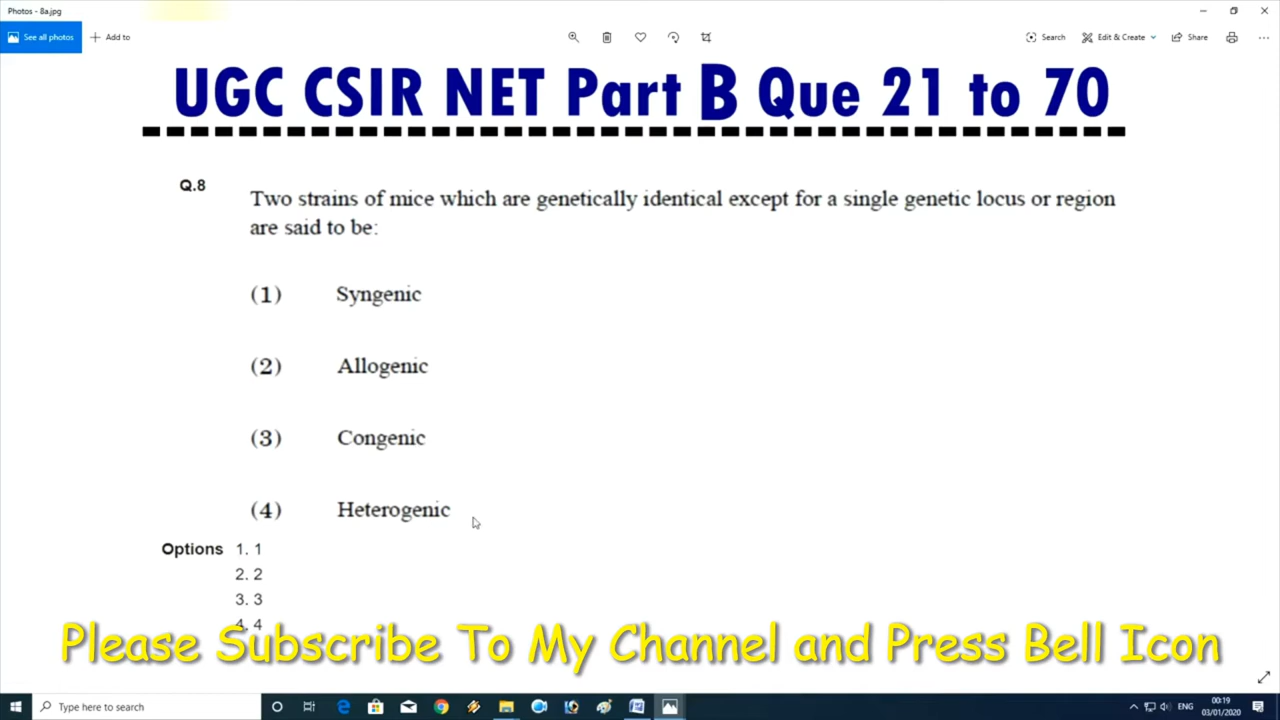 Photos - 8a.jpg
See all photos
Add to
Search
Edit & Create
Share
UGC CSIR NET Part B Que 21 to 70
Q.8
Two strains of mice which are genetically identical except for a single genetic locus or region
are said to be:
(1) Syngenic
(2) Allogenic
(3) Congenic
(4) Heterogenic
Options 1. 1
2. 2
3. 3
4. 4
Please Subscribe To My Channel and Press Bell Icon
Type here to search
ENG
00:19
03/01/2020